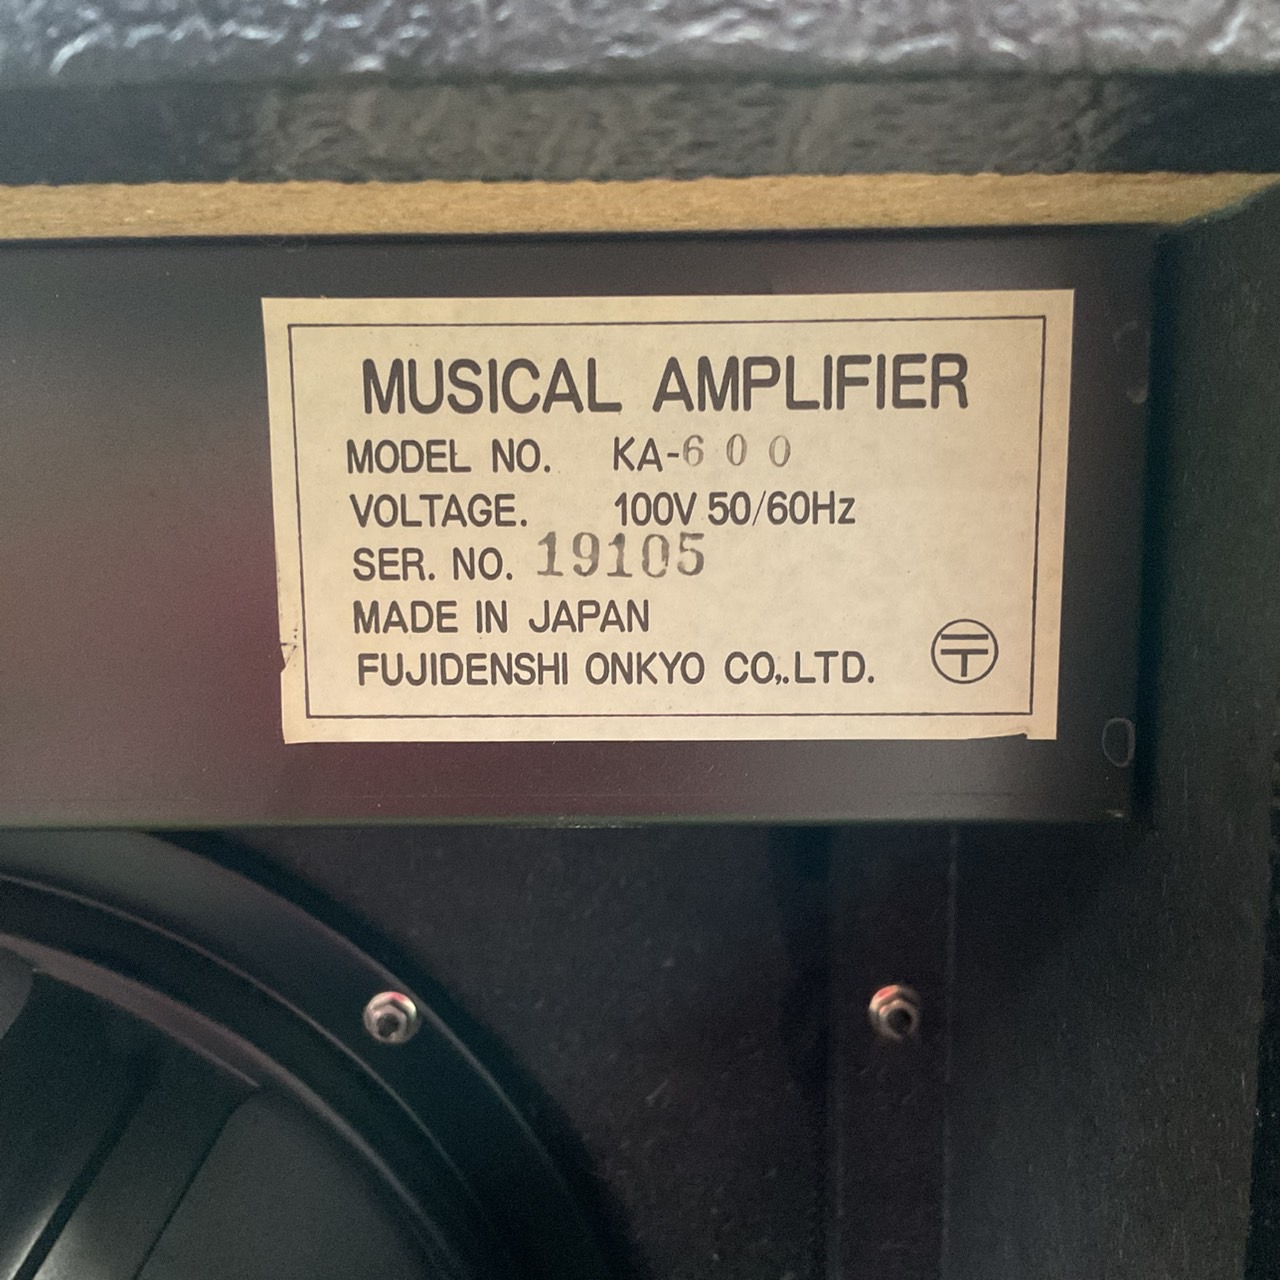 MUSICAL AMPLIFIER
MODEL NO. KA-600
VOLTAGE. 100V 50/60Hz
SER. NO. 19105
MADE IN JAPAN
FUJIDENSHI ONKYO CO,.LTD.